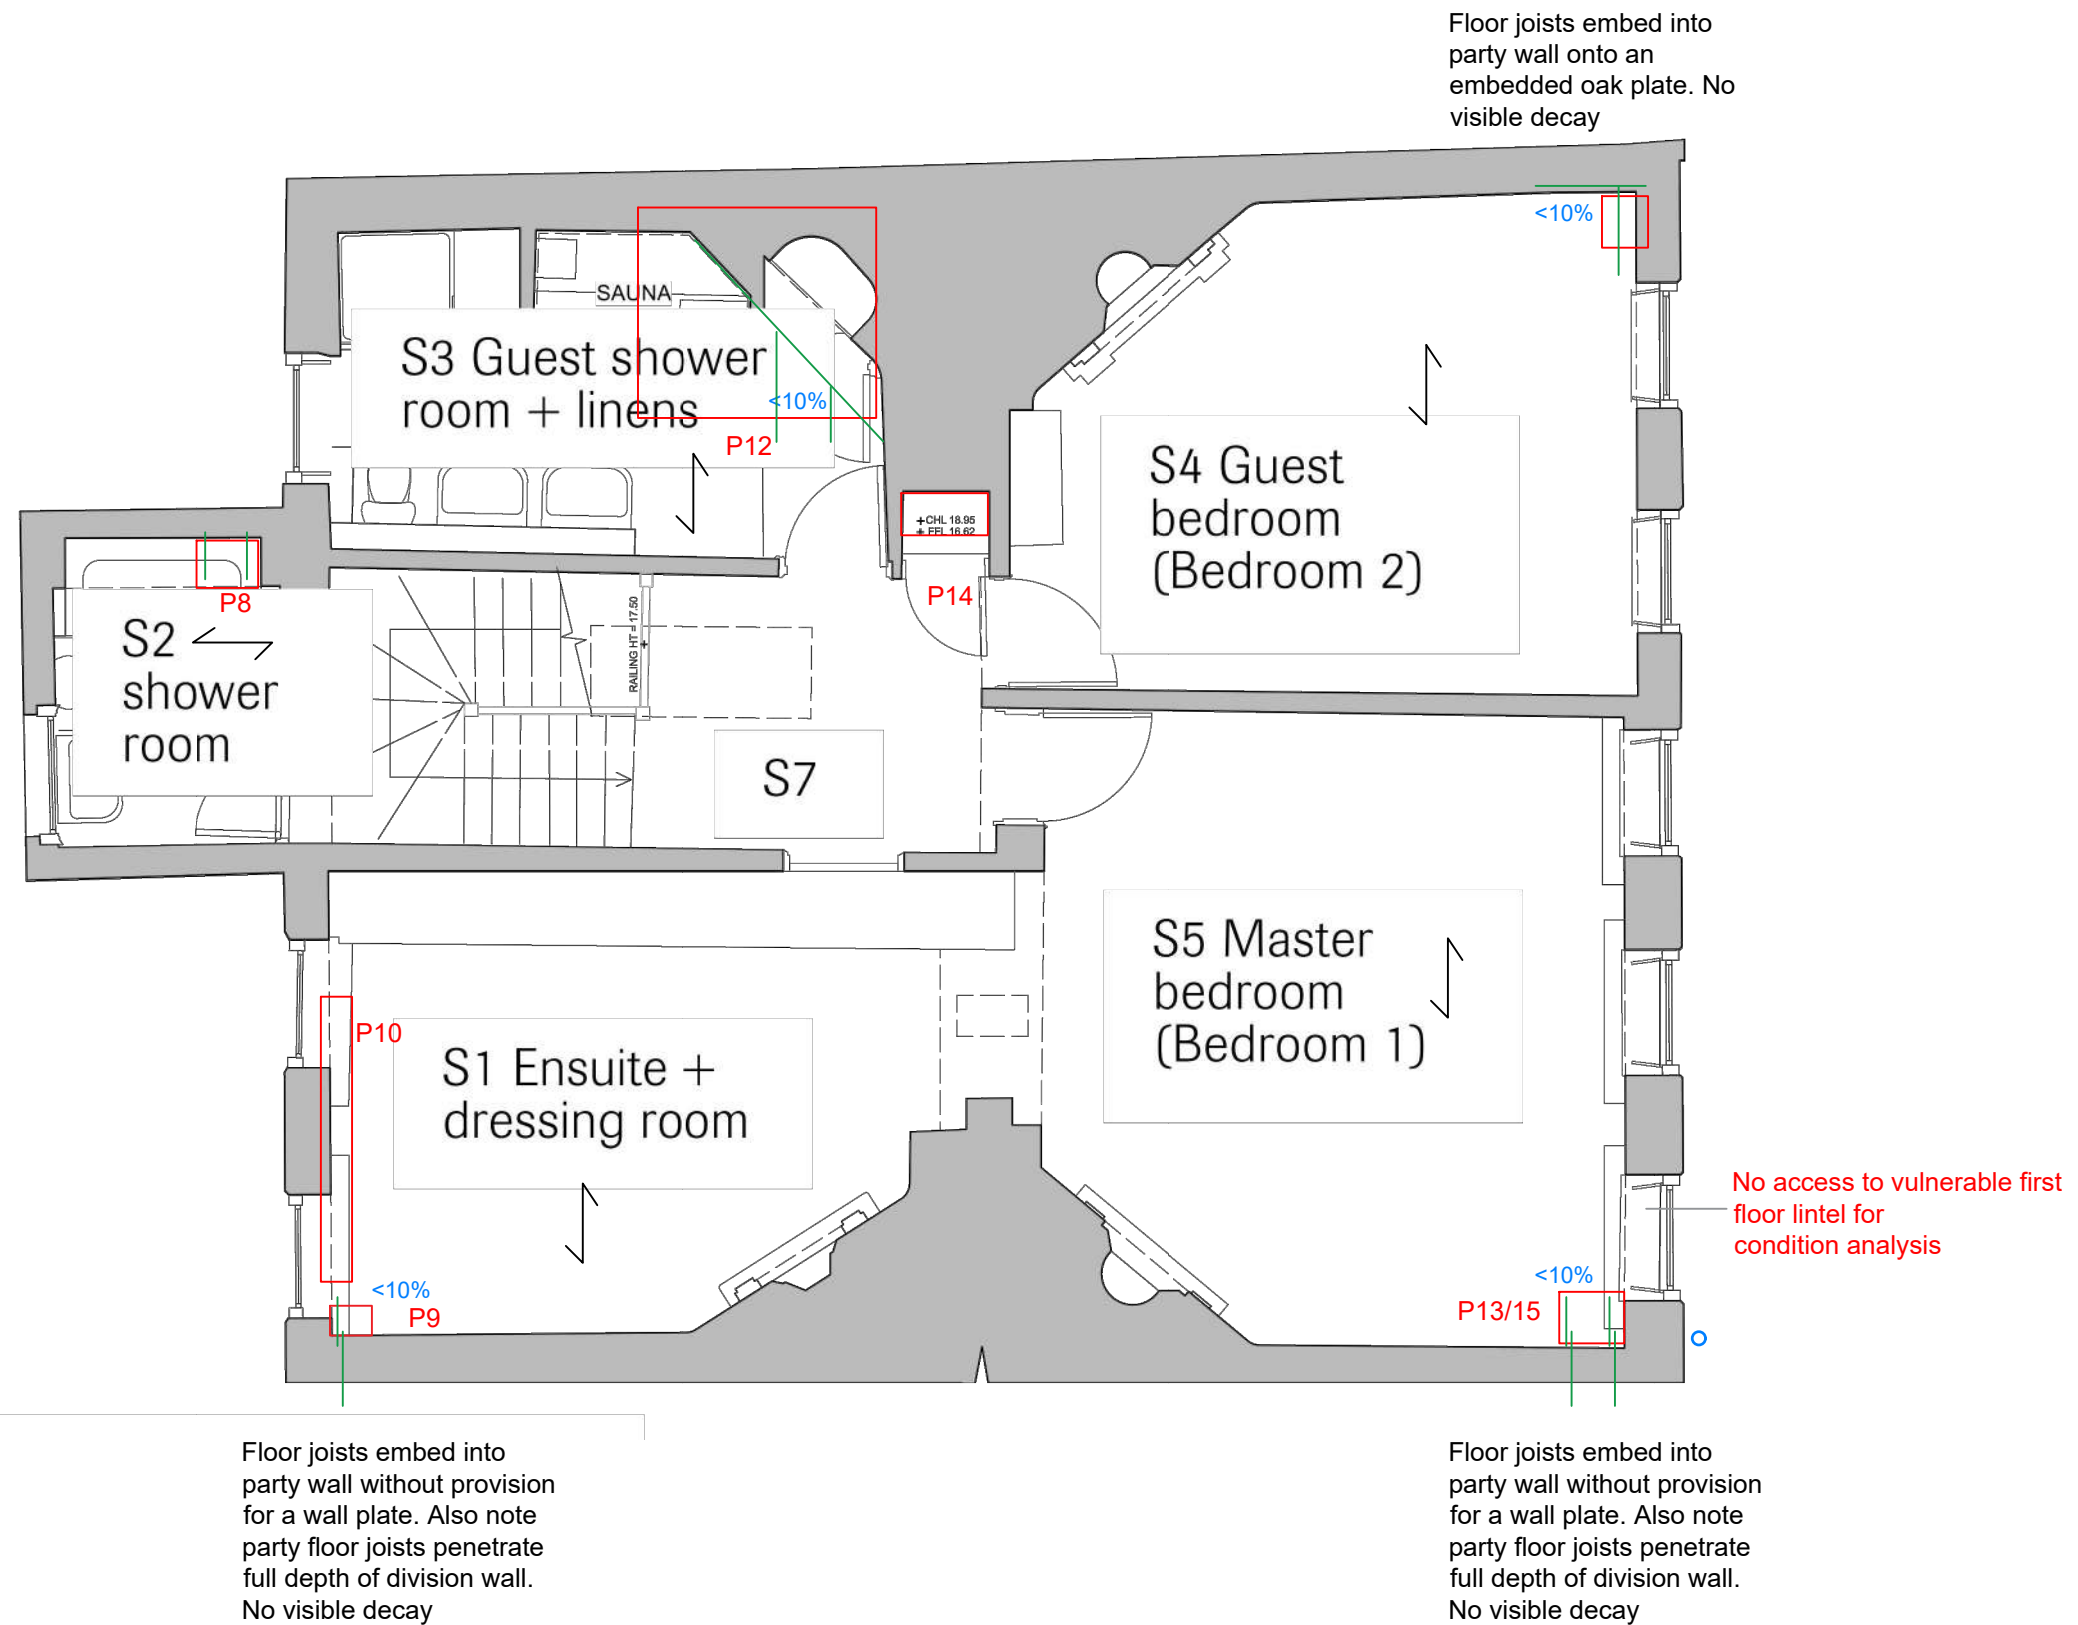 Floor joists embed into
party wall onto an
embedded oak plate. No
visible decay
<10%
SAUNA
S3 Guest shower
room + linens
<10%
P12
S4 Guest
bedroom
(Bedroom 2)
+CHL 18.95
+ FFL 16.62
P14
P8
S2
shower
room
RAILING HT = 17.50
S7
P10
S1 Ensuite +
dressing room
S5 Master
bedroom
(Bedroom 1)
No access to vulnerable first
floor lintel for
condition analysis
<10%
P9
<10%
P13/15
Floor joists embed into
party wall without provision
for a wall plate. Also note
party floor joists penetrate
full depth of division wall.
No visible decay
Floor joists embed into
party wall without provision
for a wall plate. Also note
party floor joists penetrate
full depth of division wall.
No visible decay